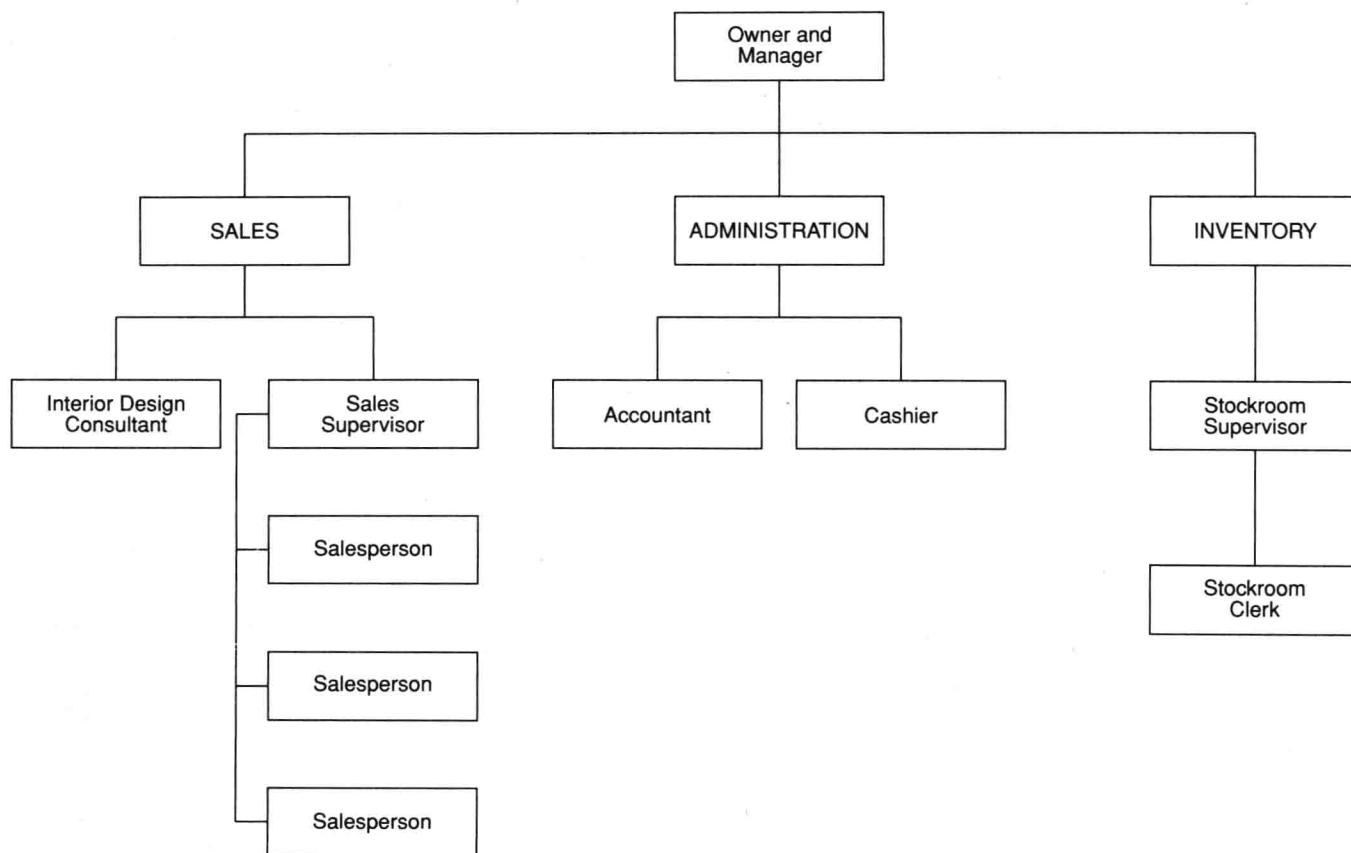 Owner and
Manager
SALES
ADMINISTRATION
INVENTORY
Interior Design
Consultant
Sales
Supervisor
Accountant
Cashier
Stockroom
Supervisor
Salesperson
Stockroom
Clerk
Salesperson
Salesperson